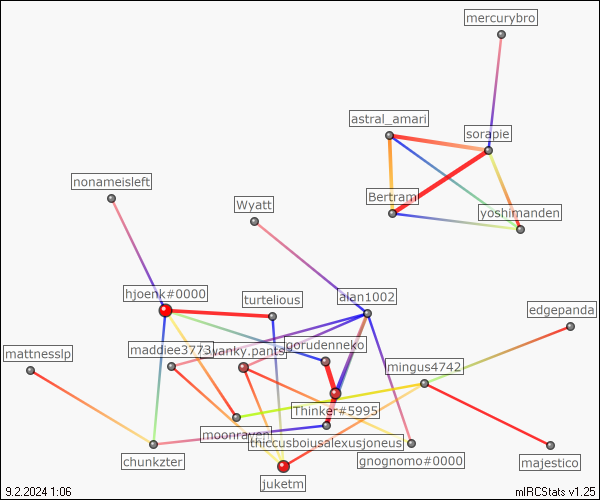 mercurybro
astral_amari
sorapie
nonameisleft
Bertram
Wyatt
yoshimanden
hjoenk#0000
turtelious
alan1002
edgepanda
mattnesslp
maddiee3773
yanky.pants
gorudenneko
mingus4742
Thinker#5995
moonraven
thiccusboiusalexusjoneus
chunkzter
gnognomo#0000
majestico
juketm
9.2.2024 1:06
mIRCStats v1.25